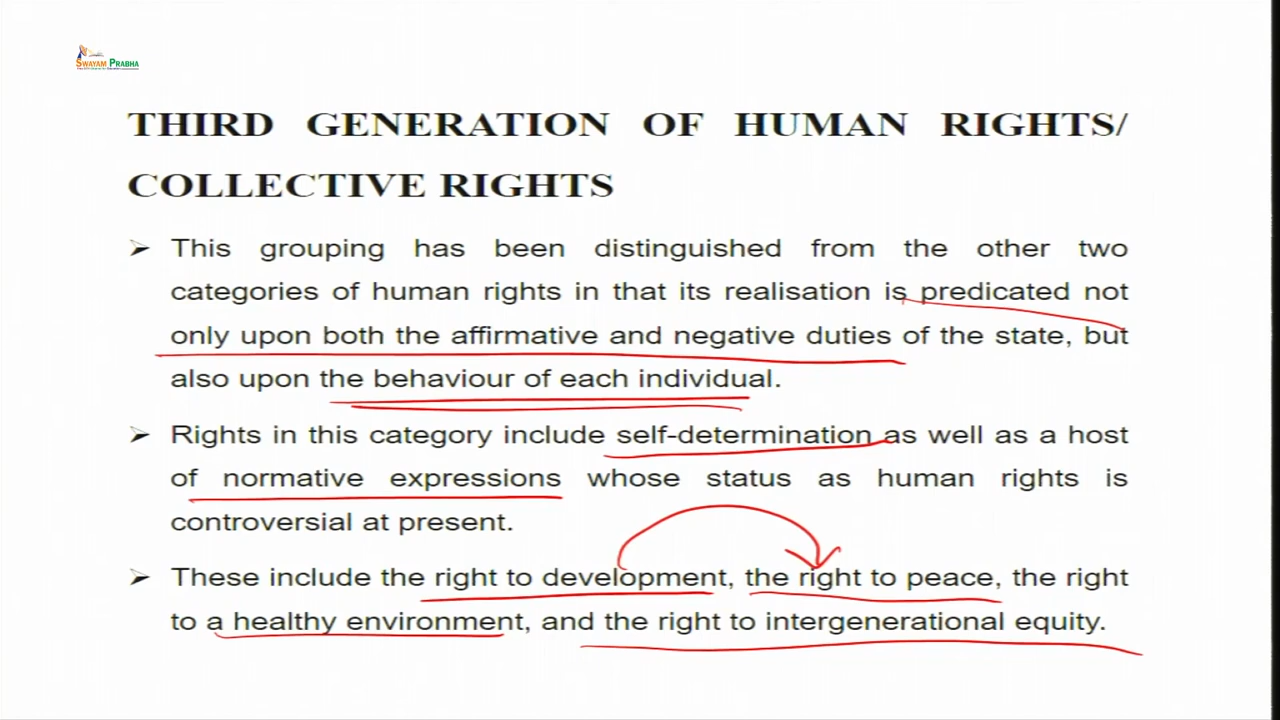 SWAYAM PRABHA
THIRD GENERATION OF HUMAN RIGHTS/
COLLECTIVE RIGHTS
➢ This grouping has been distinguished from the other two
categories of human rights in that its realisation is predicated not
only upon both the affirmative and negative duties of the state, but
also upon the behaviour of each individual.
➢ Rights in this category include self-determination as well as a host
of normative expressions whose status as human rights is
controversial at present.
➢ These include the right to development, the right to peace, the right
to a healthy environment, and the right to intergenerational equity.